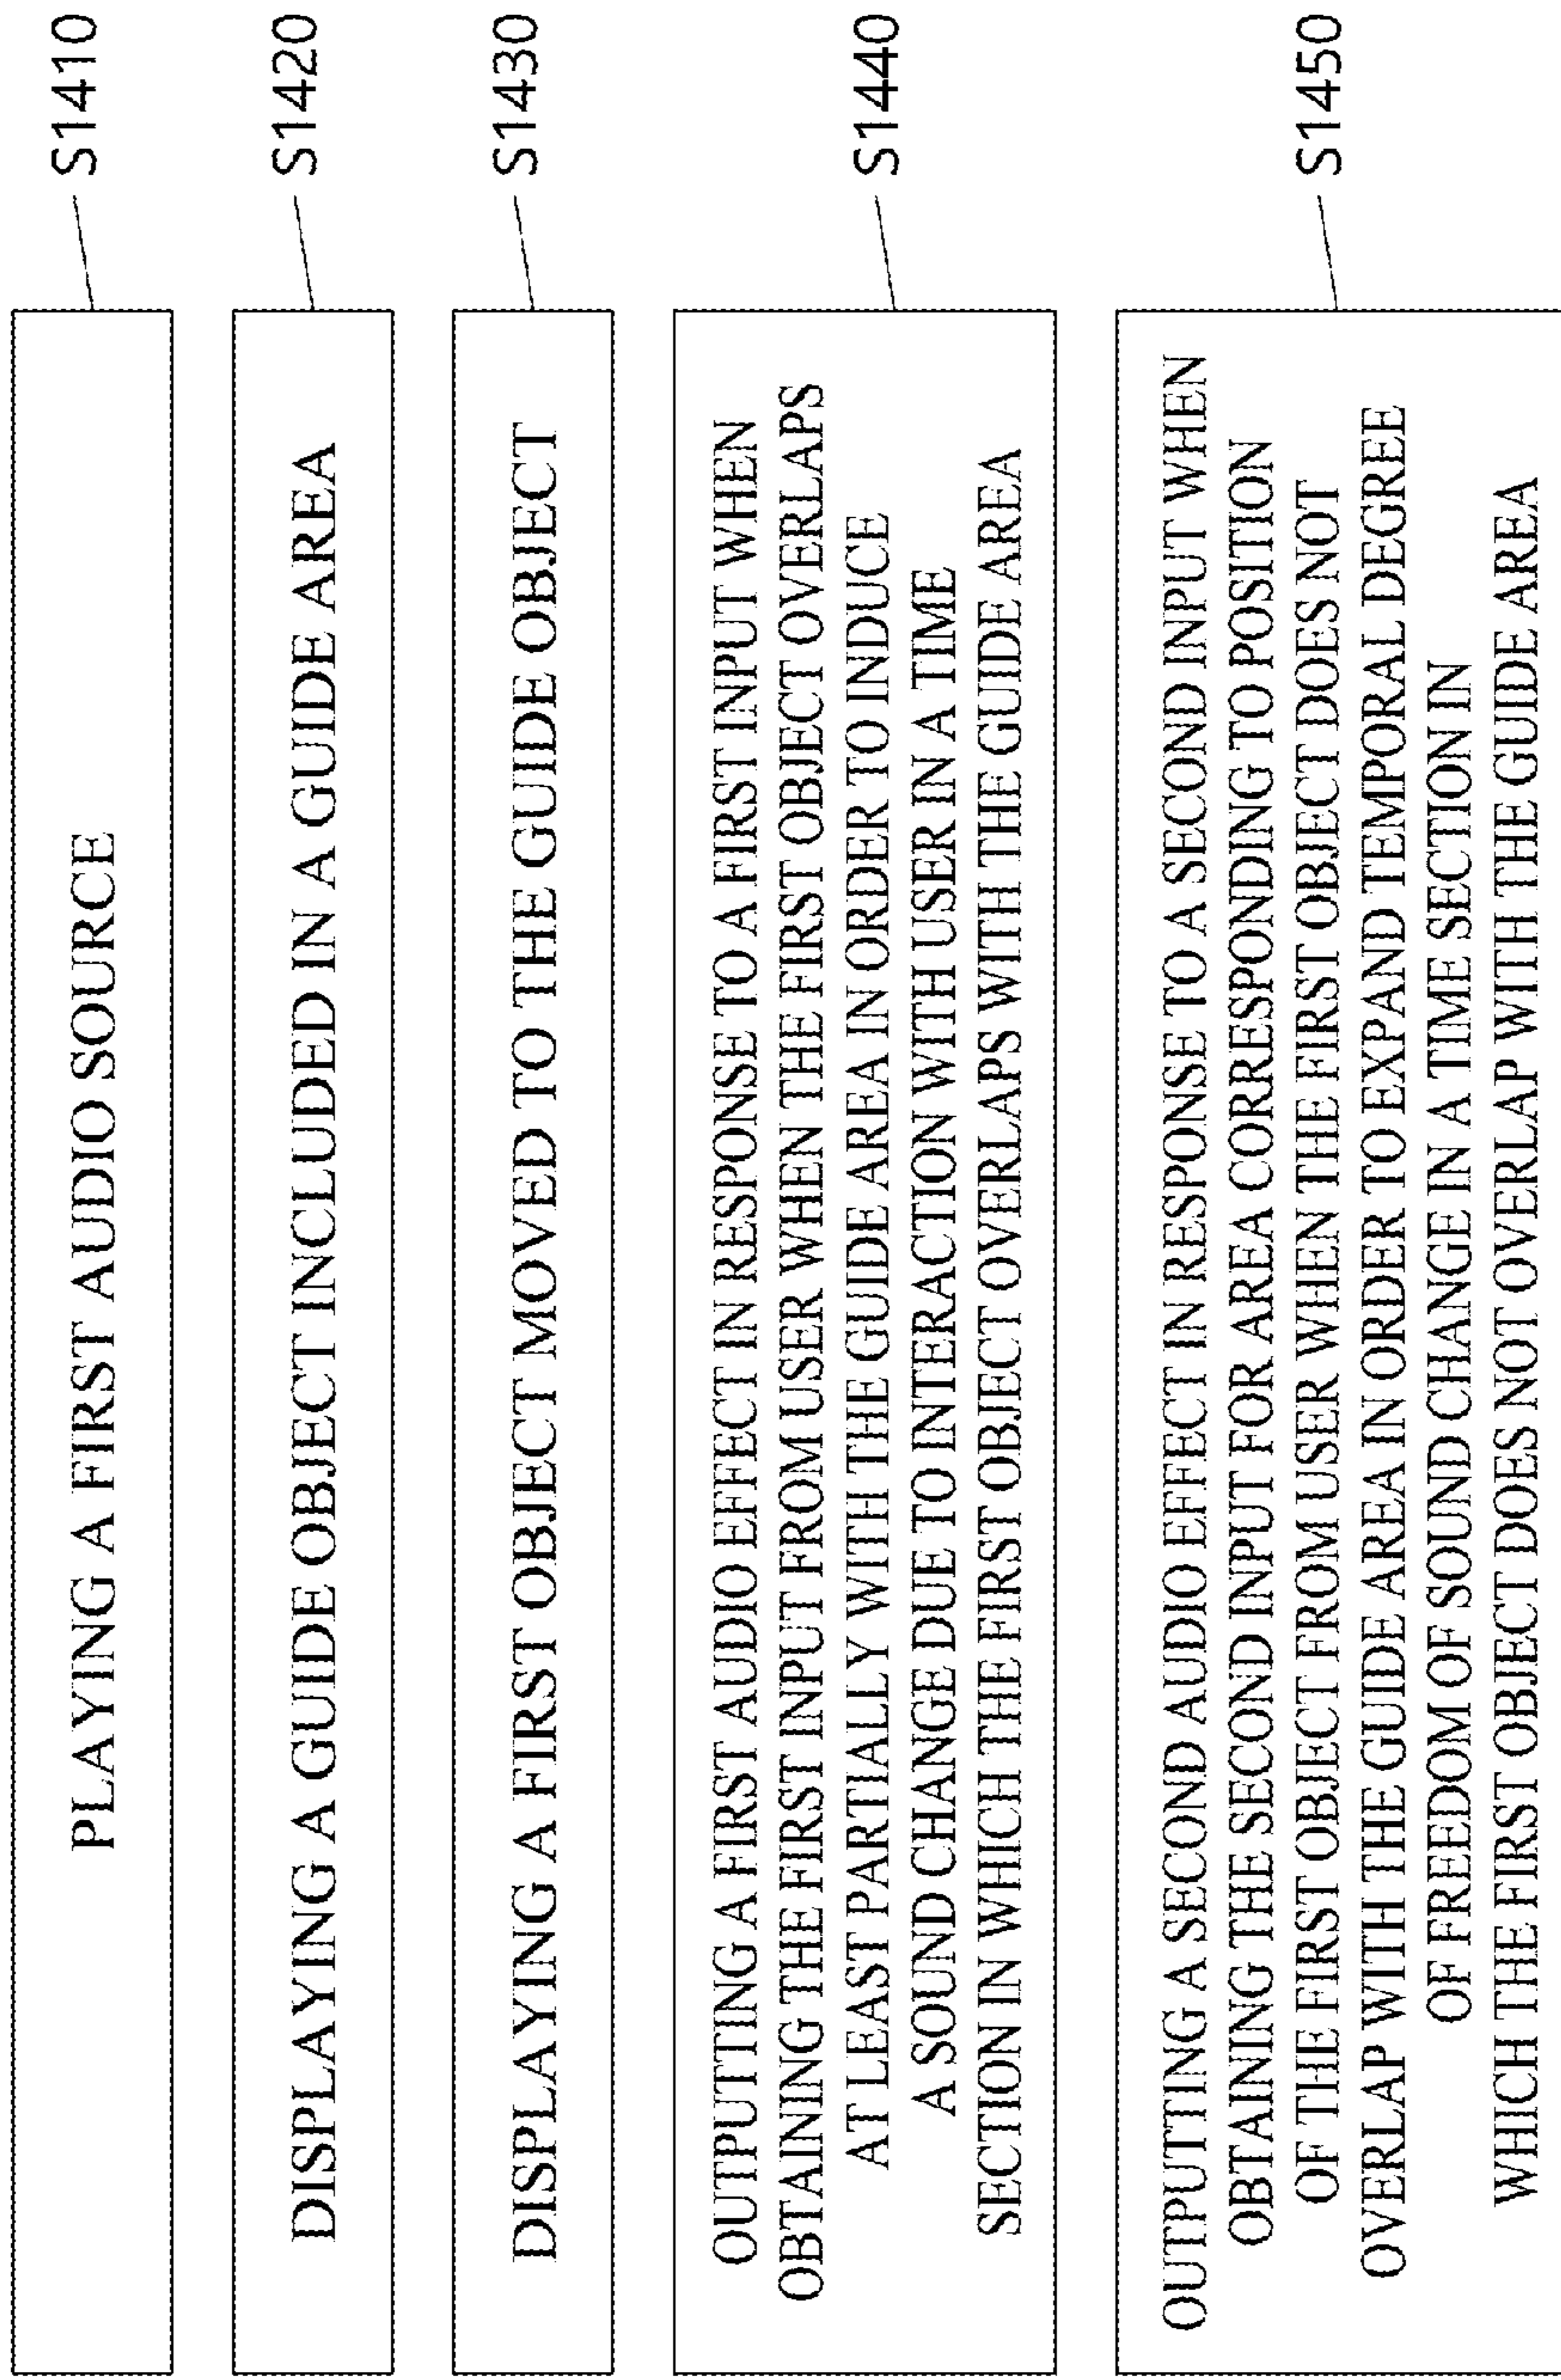 PLAYING A FIRST AUDIO SOURCE
S1410
DISPLAYING A GUIDE OBJECT INCLUDED IN A GUIDE AREA
S1420
DISPLAYING A FIRST OBJECT MOVED TO THE GUIDE OBJECT
S1430
OUTPUTTING A FIRST AUDIO EFFECT IN RESPONSE TO A FIRST INPUT WHEN
OBTAINING THE FIRST INPUT FROM USER WHEN THE FIRST OBJECT OVERLAPS
AT LEAST PARTIALLY WITH THE GUIDE AREA IN ORDER TO INDUCE
A SOUND CHANGE DUE TO INTERACTION WITH USER IN A TIME
SECTION IN WHICH THE FIRST OBJECT OVERLAPS WITH THE GUIDE AREA
S1440
OUTPUTTING A SECOND AUDIO EFFECT IN RESPONSE TO A SECOND INPUT WHEN
OBTAINING THE SECOND INPUT FOR AREA CORRESPONDING TO POSITION
OF THE FIRST OBJECT FROM USER WHEN THE FIRST OBJECT DOES NOT
OVERLAP WITH THE GUIDE AREA IN ORDER TO EXPAND TEMPORAL DEGREE
OF FREEDOM OF SOUND CHANGE IN A TIME SECTION IN
WHICH THE FIRST OBJECT DOES NOT OVERLAP WITH THE GUIDE AREA
S1450